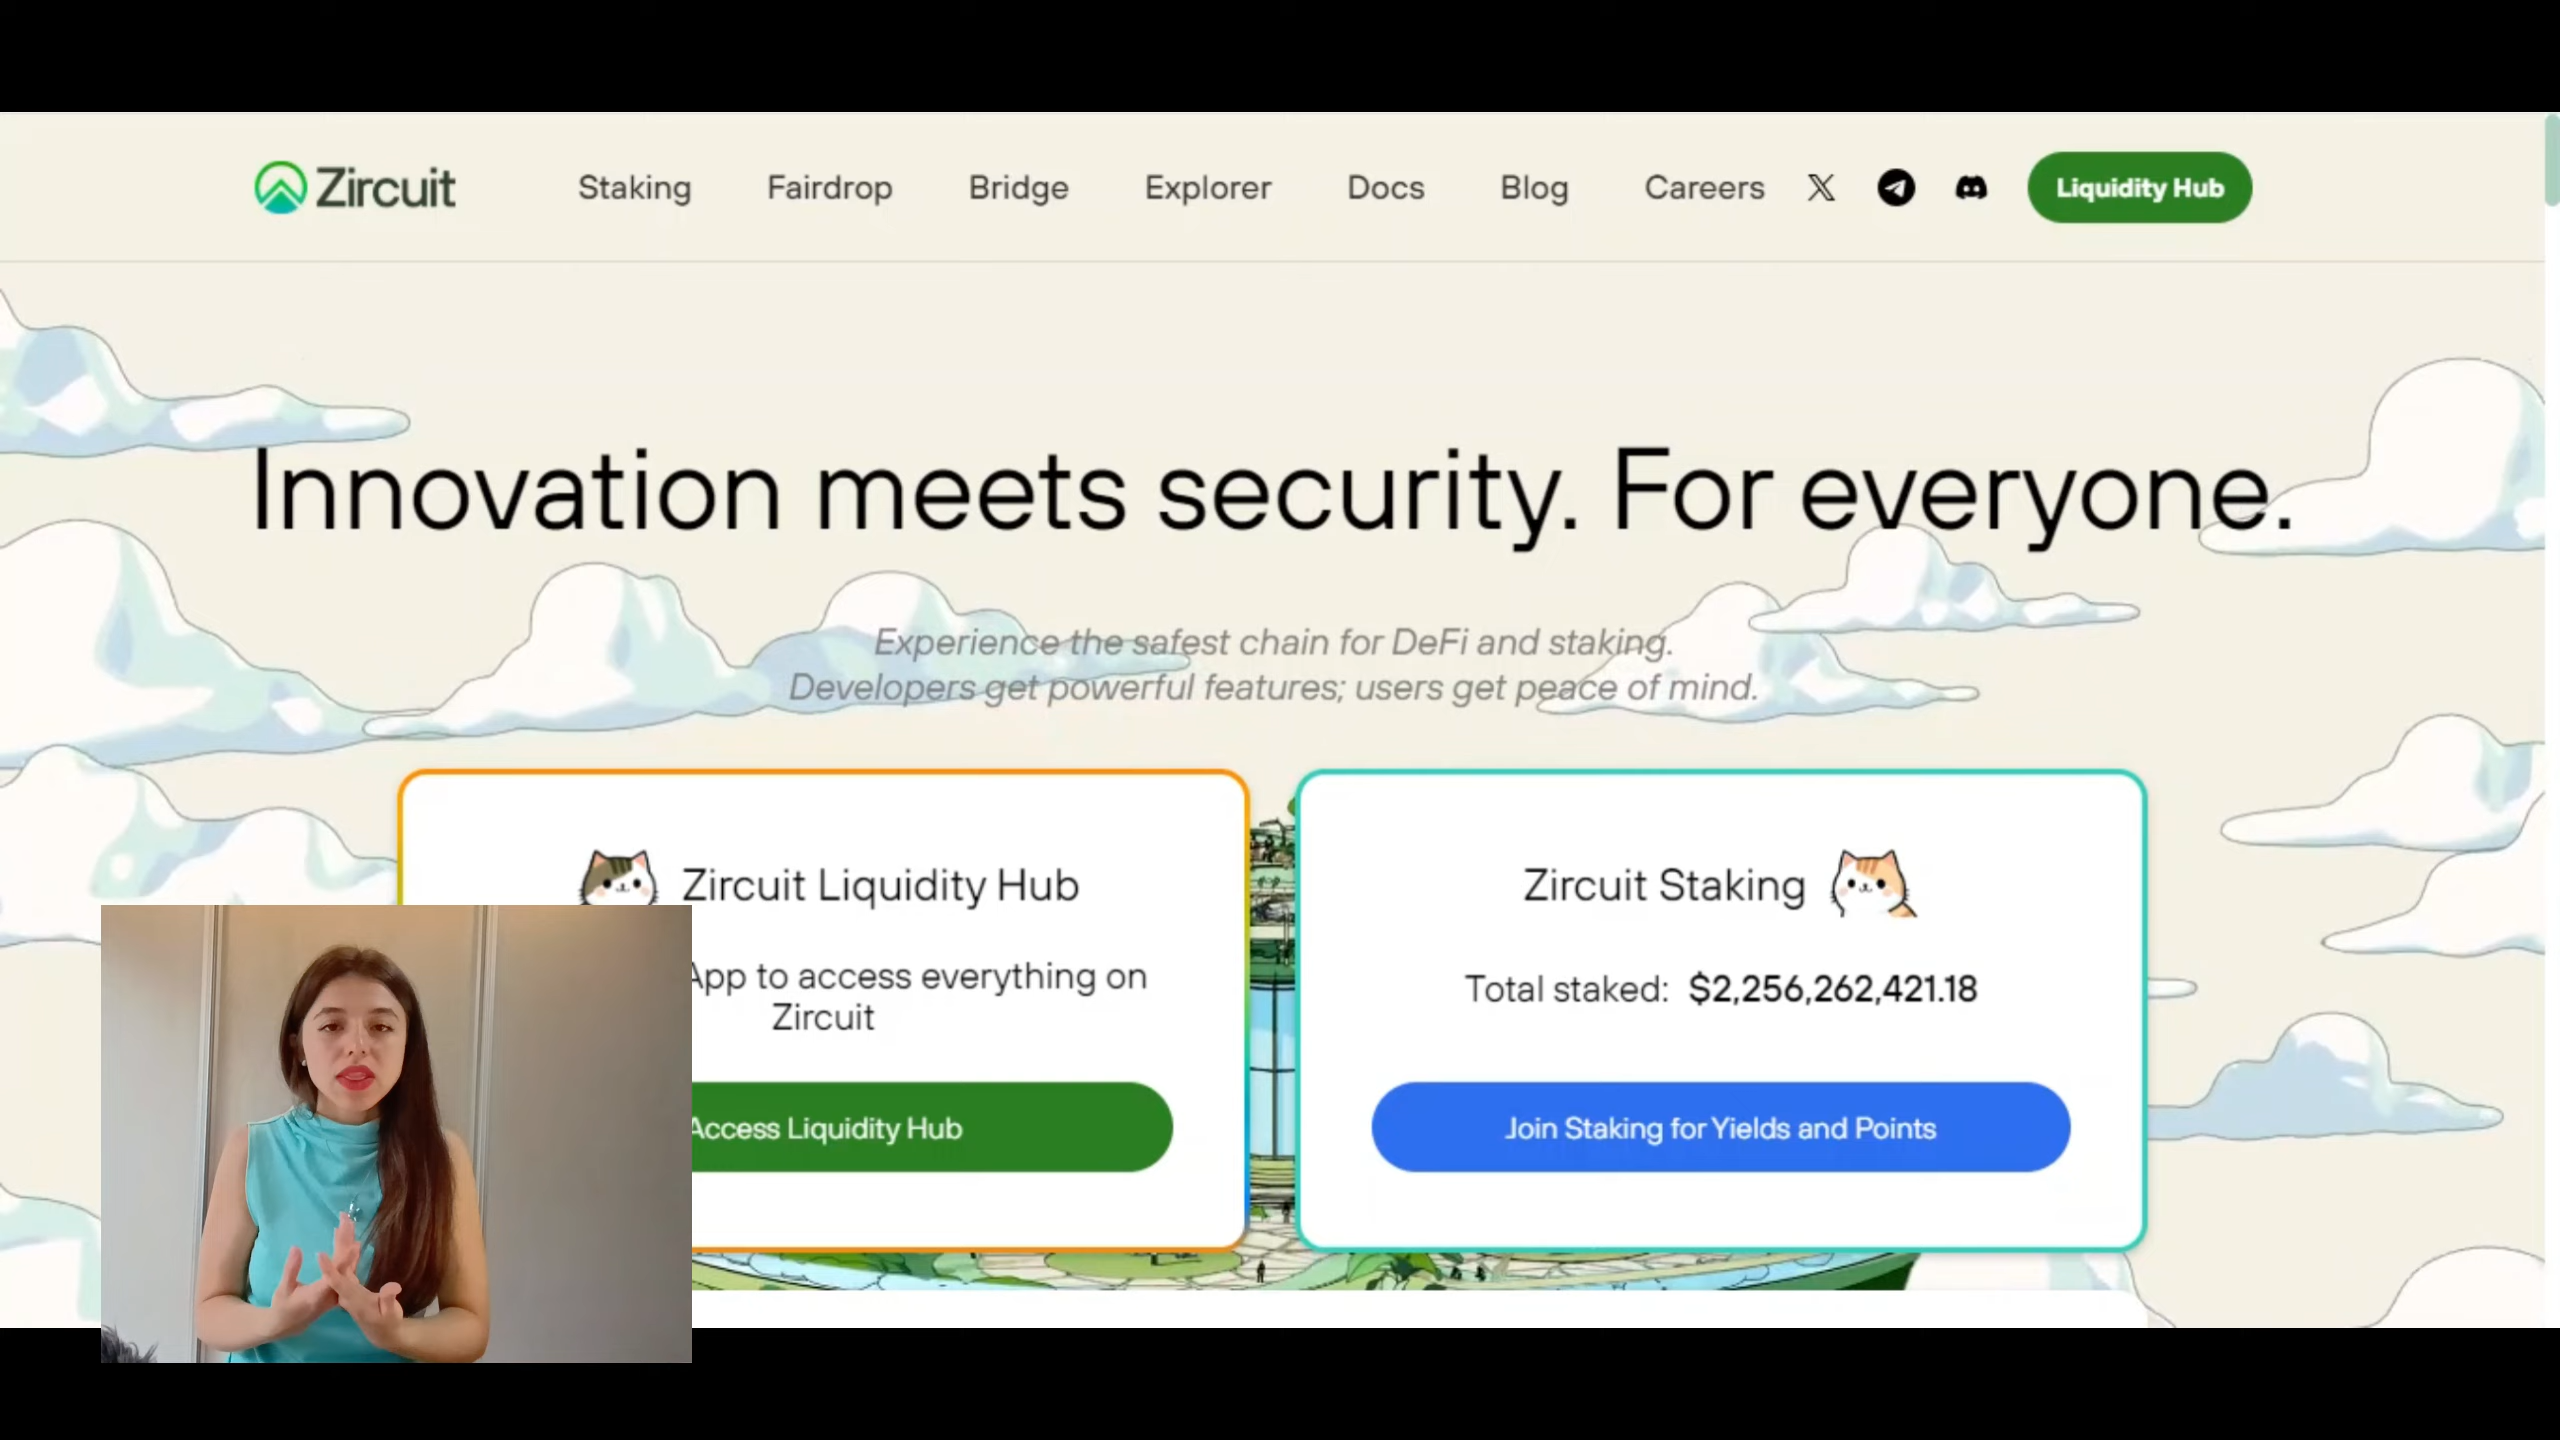 Zircuit
Staking
Fairdrop
Bridge
Explorer
Docs
Blog
Careers
Liquidity Hub
Innovation meets security. For everyone.
Experience the safest chain for DeFi and staking.
Developers get powerful features; users get peace of mind.
Zircuit Liquidity Hub
App to access everything on
Zircuit
Access Liquidity Hub
Zircuit Staking
Total staked: $2,256,262,421.18
Join Staking for Yields and Points